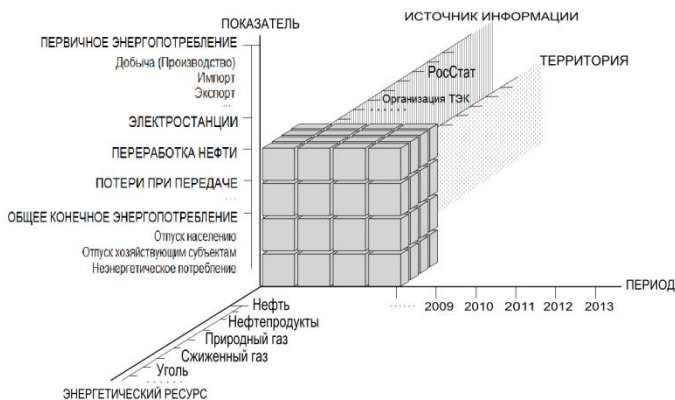 ПОКАЗАТЕЛЬ
ИСТОЧНИК ИНФОРМАЦИИ
ПЕРВИЧНОЕ ЭНЕРГОПОТРЕБЛЕНИЕ
Добыча (Производство)
Импорт
Экспорт
...
ТЕРРИТОРИЯ
РосСтат
Организация ТЭК
......
ЭЛЕКТРОСТАНЦИИ
ПЕРЕРАБОТКА НЕФТИ
ПОТЕРИ ПРИ ПЕРЕДАЧЕ
...
ОБЩЕЕ КОНЕЧНОЕ ЭНЕРГОПОТРЕБЛЕНИЕ
Отпуск населению
Отпуск хозяйствующим субъектам
Неэнергетическое потребление
ПЕРИОД
...... 2009 2010 2011 2012 2013
Нефть
Нефтепродукты
Природный газ
Сжиженный газ
Уголь
......
ЭНЕРГЕТИЧЕСКИЙ РЕСУРС